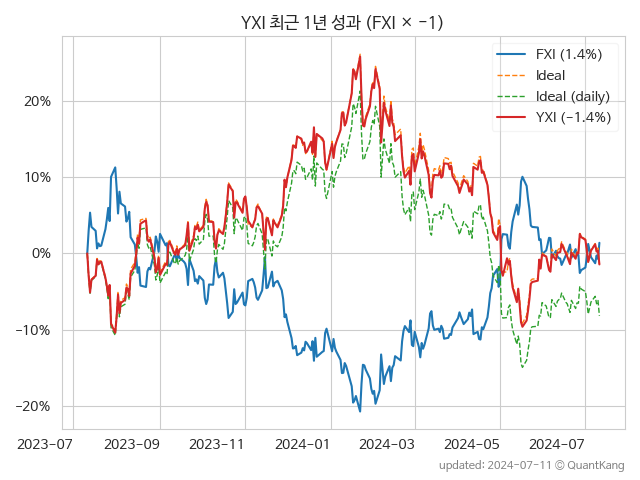 YXI 최근 1년 성과 (FXI × -1)
FXI (1.4%)
Ideal
Ideal (daily)
YXI (−1.4%)
20%
10%
0%
−10%
−20%
2023-07
2023-09
2023-11
2024-01
2024-03
2024-05
2024-07
updated: 2024-07-11 © QuantKang